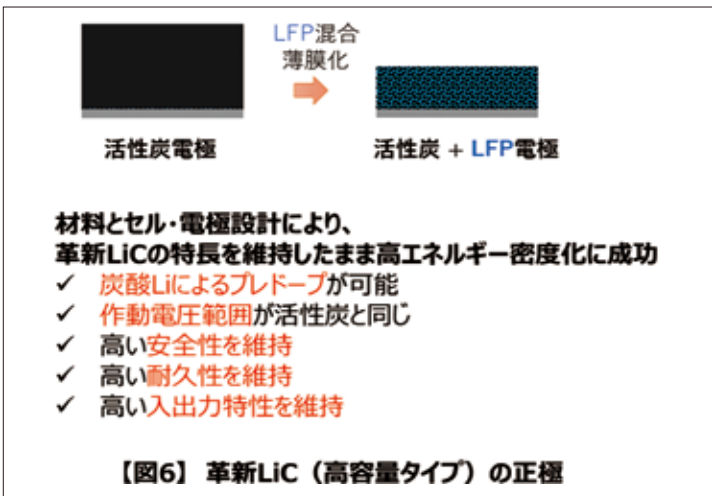 LFP混合
薄膜化
活性炭電極
活性炭 + LFP電極
材料とセル・電極設計により、
革新LiCの特長を維持したまま高エネルギー密度化に成功
✓ 炭酸Liによるプレドープが可能
✓ 作動電圧範囲が活性炭と同じ
✓ 高い安全性を維持
✓ 高い耐久性を維持
✓ 高い入出力特性を維持
【図6】 革新LiC（高容量タイプ）の正極